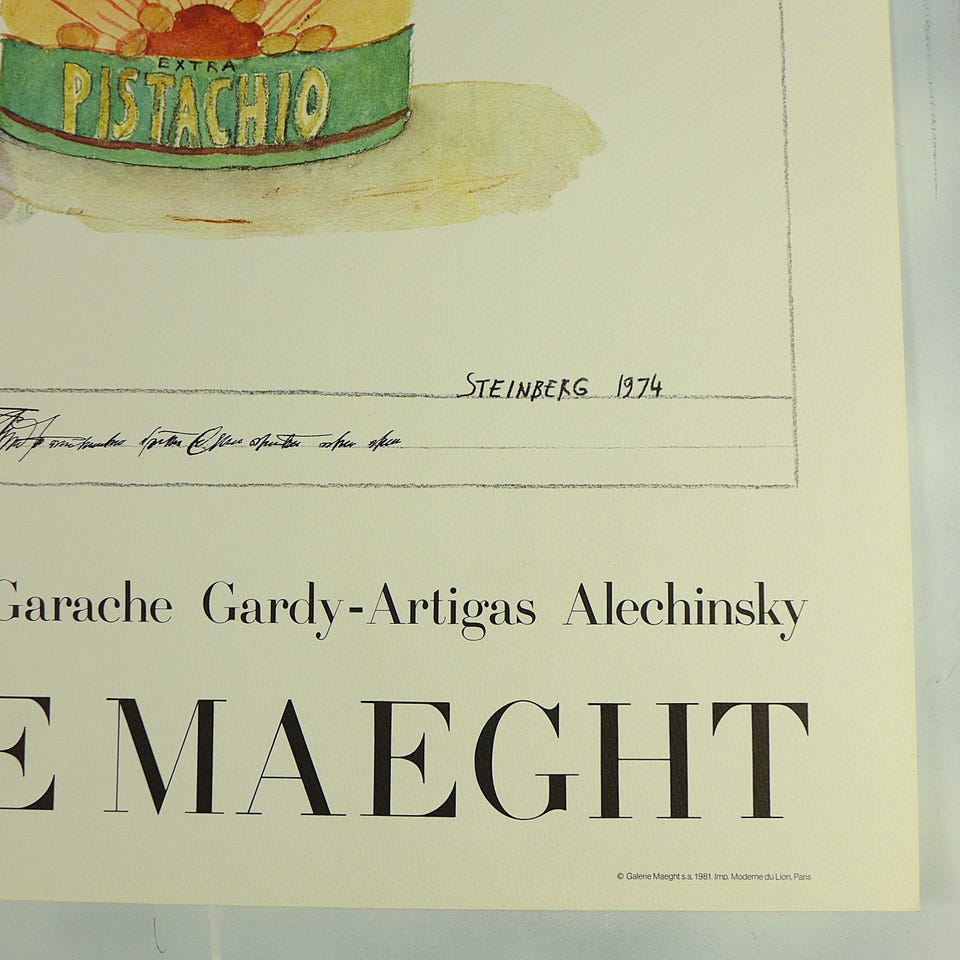 EXTRA
PISTACHIO
STEINBERG 1974
Garache Gardy-Artigas Alechinsky
E MAEGHT
© Galerie Maeght s.a. 1981. Imp. Moderne du Lion, Paris